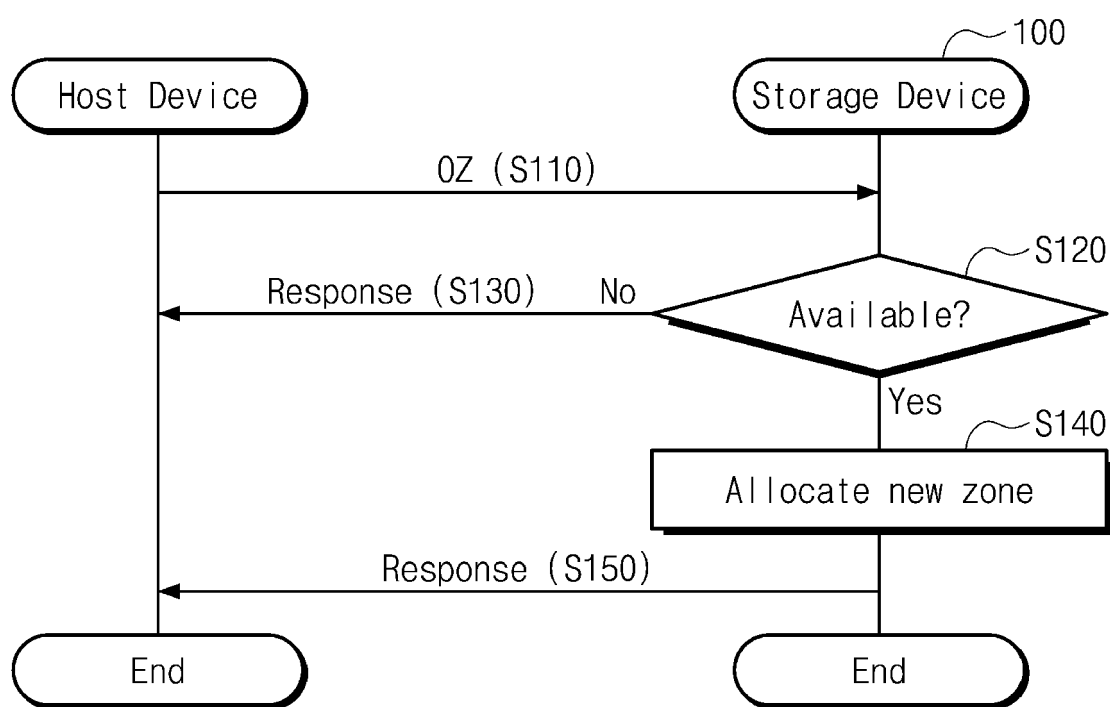 100
Host Device
Storage Device
OZ (S110)
S120
Response (S130)
No
Available?
Yes
S140
Allocate new zone
Response (S150)
End
End